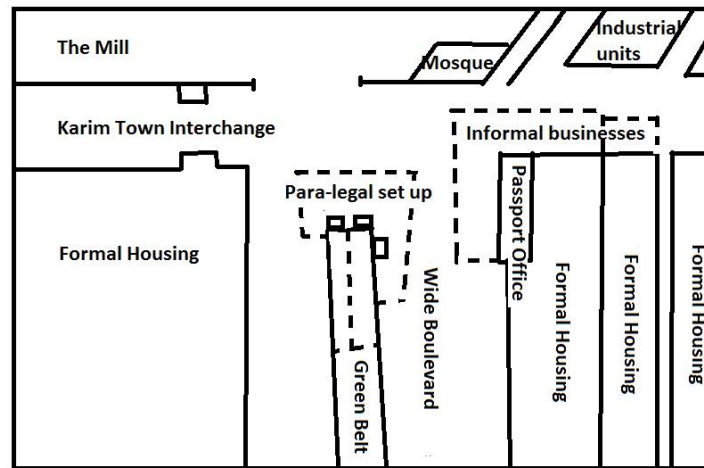 The Mill
Mosque
Industrial
units
Karim Town Interchange
Informal businesses
Para-legal set up
Passport Office
Formal Housing
Wide Boulevard
Green Belt
Formal Housing
Formal Housing
Formal Housing